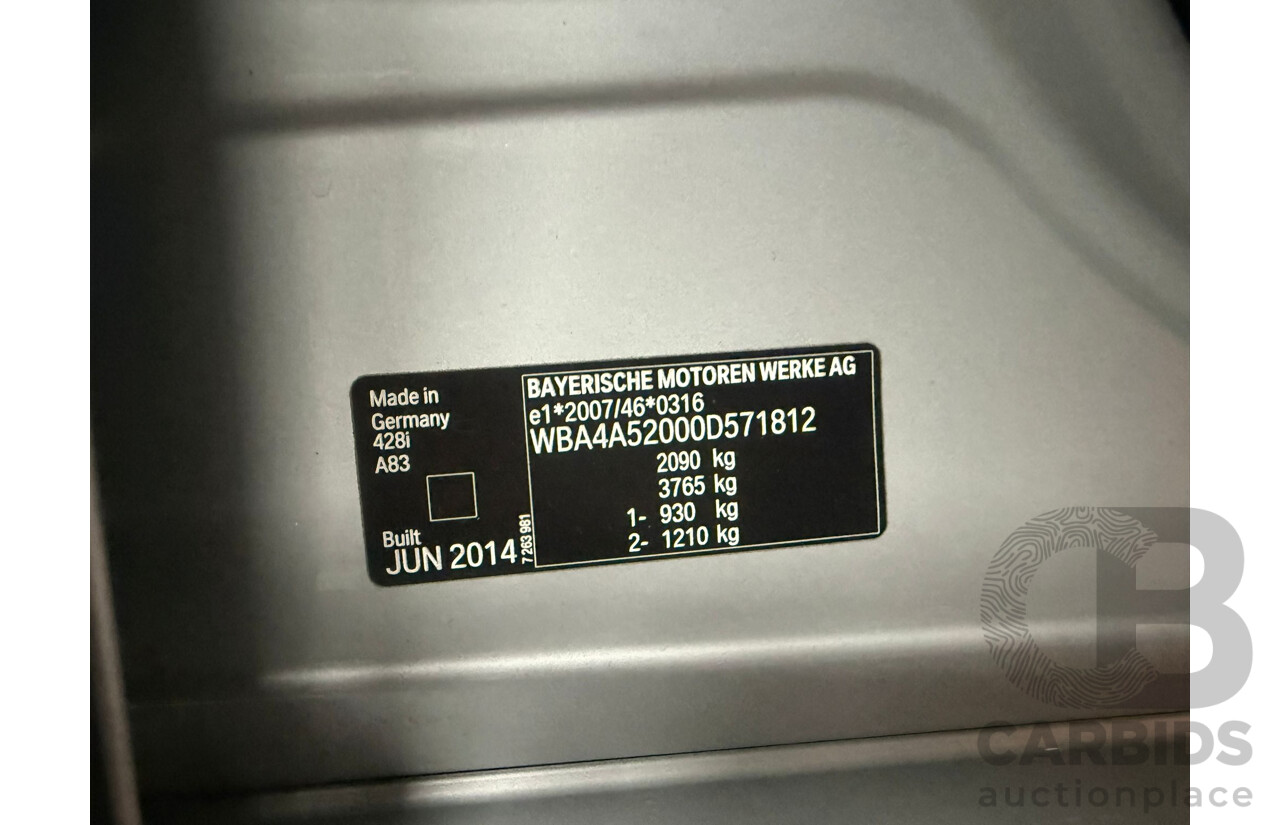 Made in
Germany
428i
A83
Built
JUN 2014
7 263 981
BAYERISCHE MOTOREN WERKE AG
e1*2007/46*0316
WBA4A52000D571812
2090 kg
3765 kg
1- 930 kg
2- 1210 kg
CB
CARBIDS
auctionplace